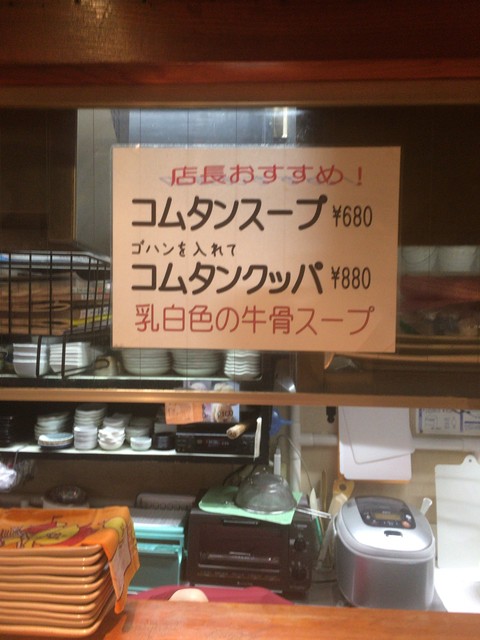 店長おすすめ！
コムタンスープ ¥680
ゴハンを入れて
コムタンクッパ ¥880
乳白色の牛骨スープ